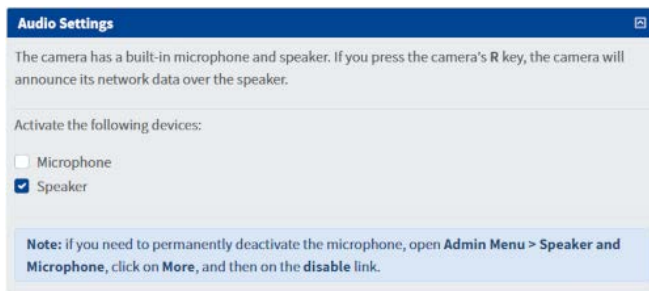 Audio Settings
The camera has a built-in microphone and speaker. If you press the camera's R key, the camera will
announce its network data over the speaker.
Activate the following devices:
Microphone
Speaker
Note: if you need to permanently deactivate the microphone, open Admin Menu > Speaker and
Microphone, click on More, and then on the disable link.